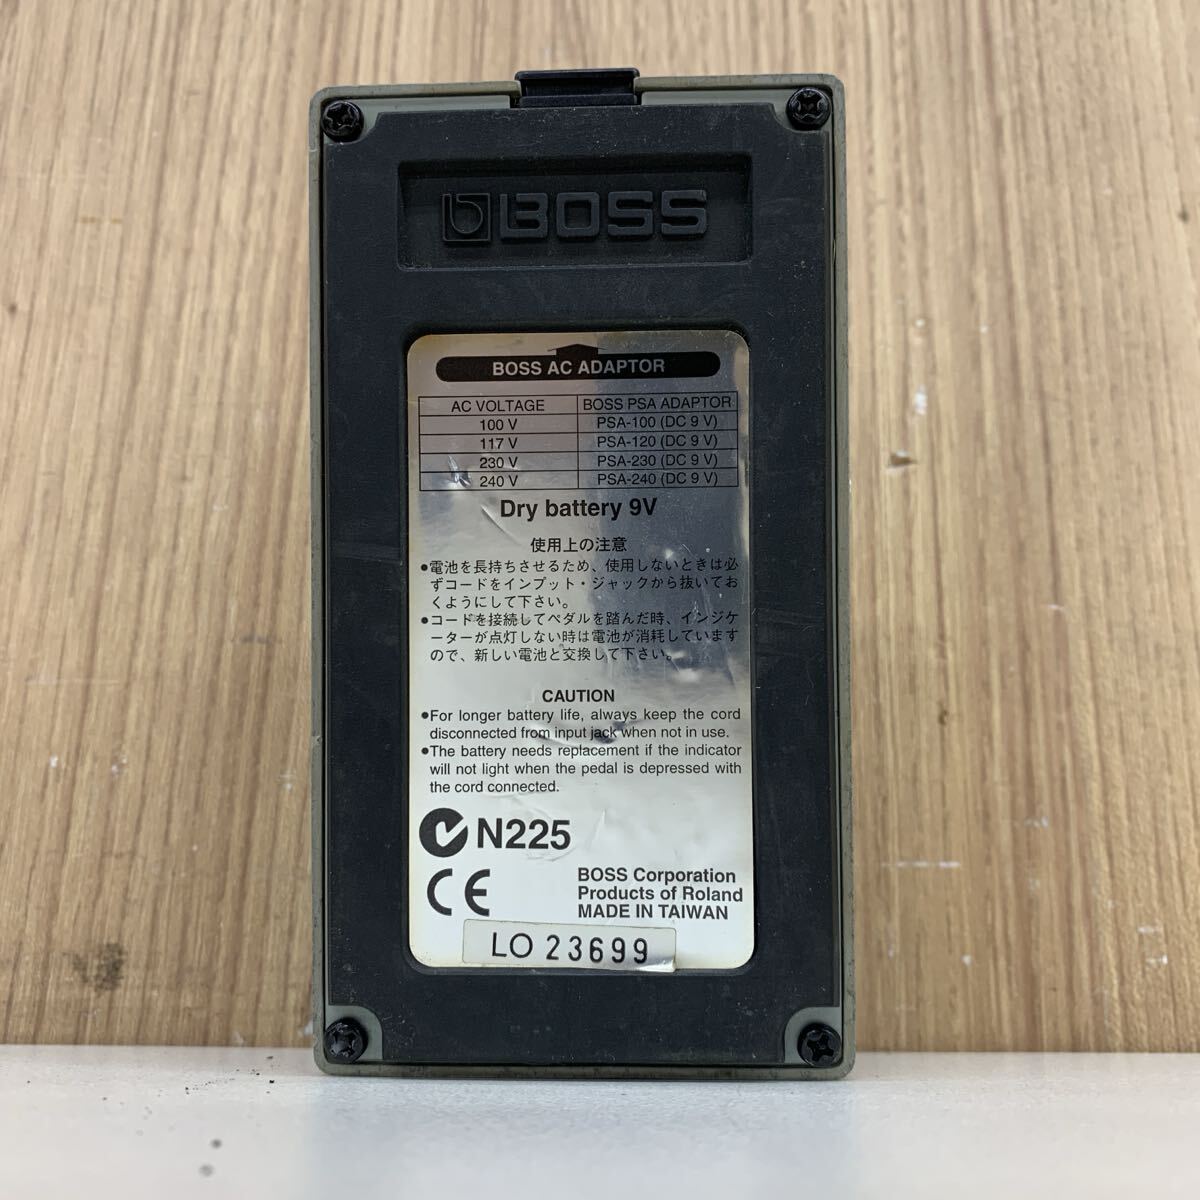 BOSS
BOSS AC ADAPTOR
AC VOLTAGE BOSS PSA ADAPTOR
100 V PSA-100 (DC 9 V)
117 V PSA-120 (DC 9 V)
230 V PSA-230 (DC 9 V)
240 V PSA-240 (DC 9 V)
Dry battery 9V
使用上の注意
●電池を長持ちさせるため、使用しないときは必
ずコードをインプット・ジャックから抜いてお
くようにして下さい。
●コードを接続してペダルを踏んだ時、インジケ
ーターが点灯しない時は電池が消耗しています
ので、新しい電池と交換して下さい。
CAUTION
●For longer battery life, always keep the cord
disconnected from input jack when not in use.
●The battery needs replacement if the indicator
will not light when the pedal is depressed with
the cord connected.
N225
CE
BOSS Corporation
Products of Roland
MADE IN TAIWAN
LO 23699